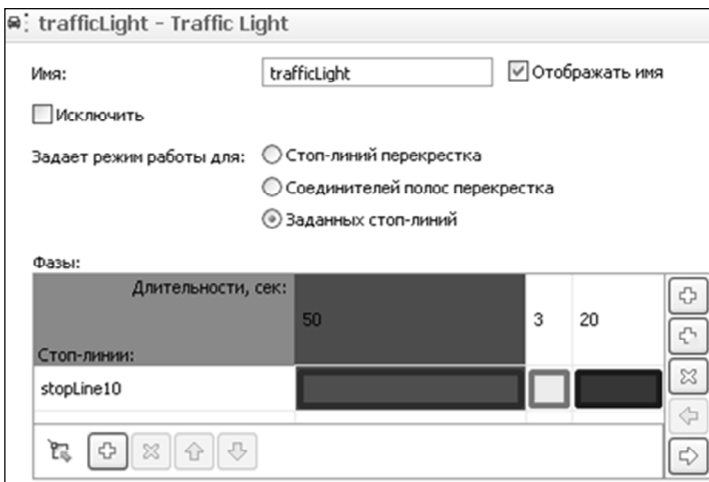 trafficLight - Traffic Light
Имя: trafficLight Отображать имя
Исключить
Задает режим работы для: Стоп-линий перекрестка
Соединителей полос перекрестка
Заданных стоп-линий
Фазы:
Длительности, сек: 50 3 20
Стоп-линии:
stopLine10